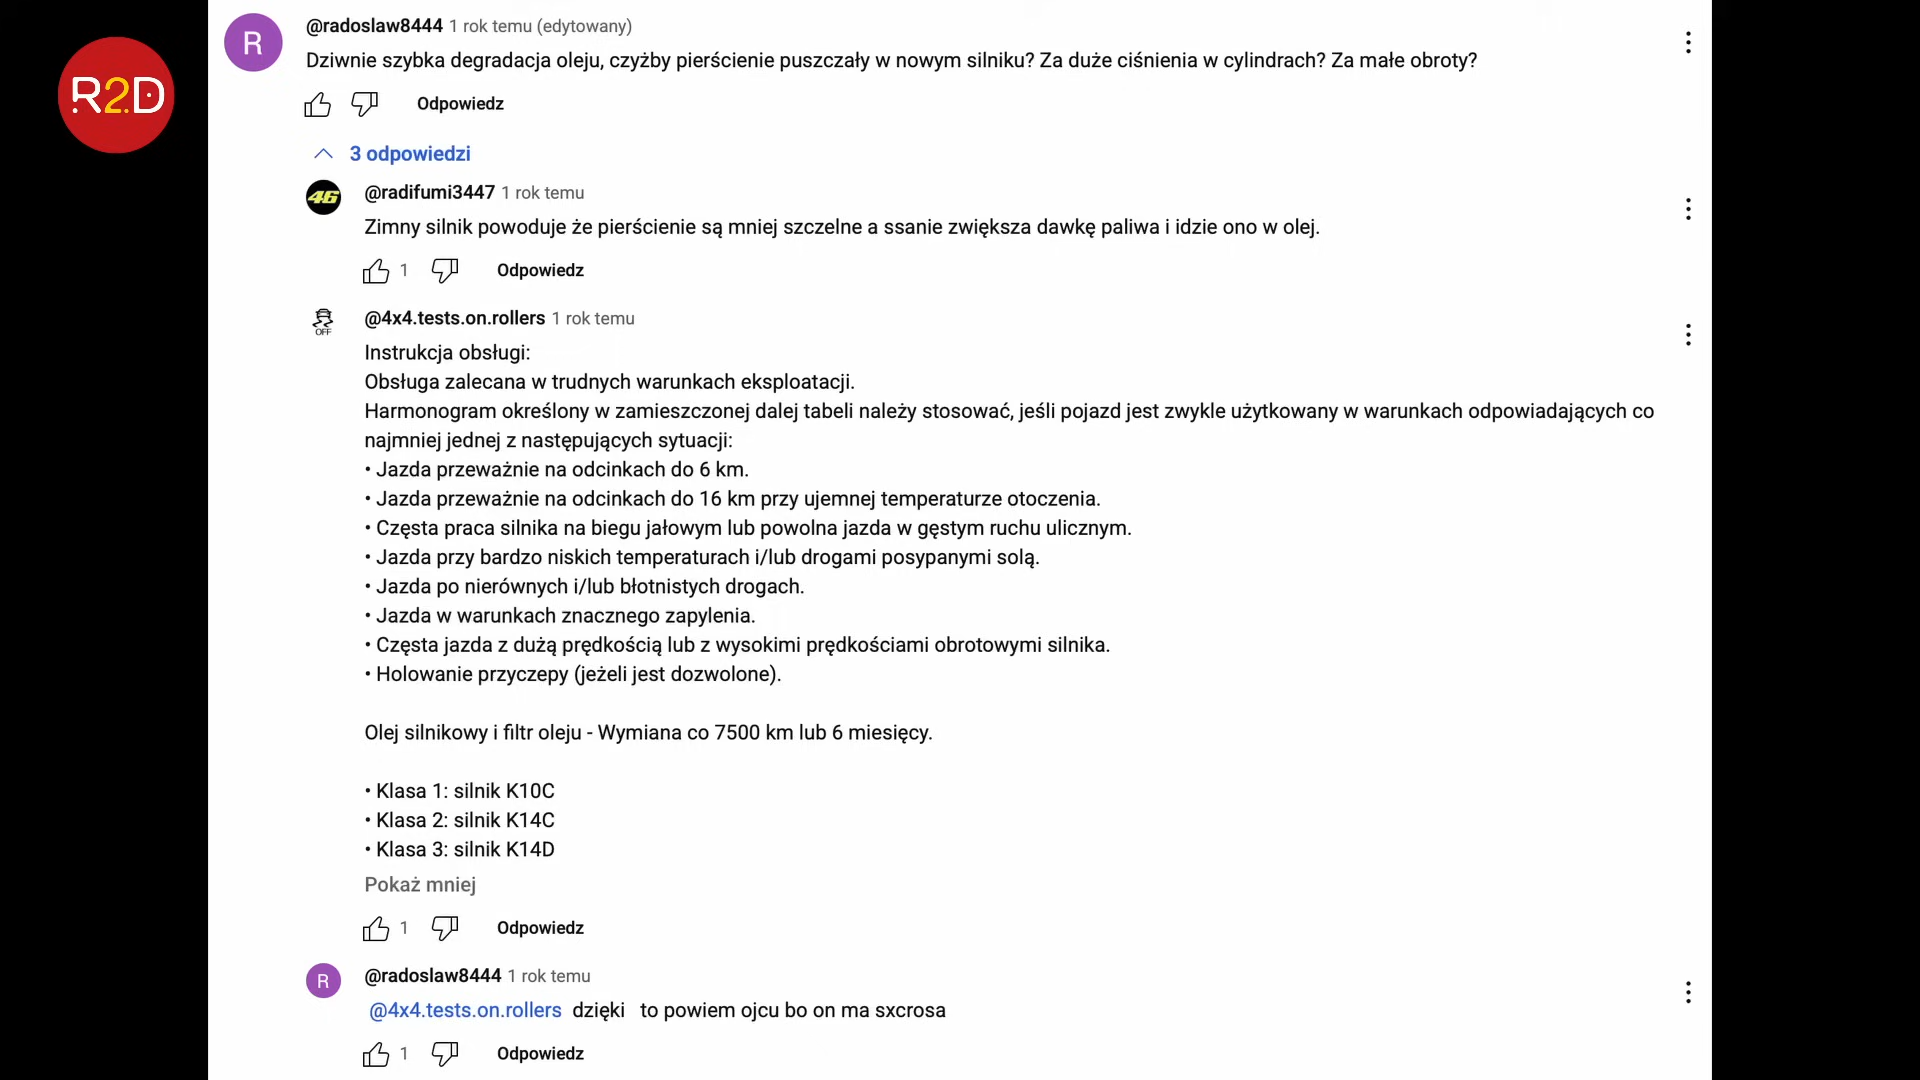 R2D
R
@radoslaw8444 1 rok temu (edytowany)
Dziwnie szybka degradacja oleju, czyżby pierścienie puszczały w nowym silniku? Za duże ciśnienia w cylindrach? Za małe obroty?
Odpowiedz
3 odpowiedzi
46
@radifumi3447 1 rok temu
Zimny silnik powoduje że pierścienie są mniej szczelne a ssanie zwiększa dawkę paliwa i idzie ono w olej.
1 Odpowiedz
OFF
@4x4.tests.on.rollers 1 rok temu
Instrukcja obsługi:
Obsługa zalecana w trudnych warunkach eksploatacji.
Harmonogram określony w zamieszczonej dalej tabeli należy stosować, jeśli pojazd jest zwykle użytkowany w warunkach odpowiadających co
najmniej jednej z następujących sytuacji:
• Jazda przeważnie na odcinkach do 6 km.
• Jazda przeważnie na odcinkach do 16 km przy ujemnej temperaturze otoczenia.
• Częsta praca silnika na biegu jałowym lub powolna jazda w gęstym ruchu ulicznym.
• Jazda przy bardzo niskich temperaturach i/lub drogami posypanymi solą.
• Jazda po nierównych i/lub błotnistych drogach.
• Jazda w warunkach znacznego zapylenia.
• Częsta jazda z dużą prędkością lub z wysokimi prędkościami obrotowymi silnika.
• Holowanie przyczepy (jeżeli jest dozwolone).
Olej silnikowy i filtr oleju - Wymiana co 7500 km lub 6 miesięcy.
• Klasa 1: silnik K10C
• Klasa 2: silnik K14C
• Klasa 3: silnik K14D
Pokaż mniej
1 Odpowiedz
R
@radoslaw8444 1 rok temu
@4x4.tests.on.rollers dzięki to powiem ojcu bo on ma sxcrosa
1 Odpowiedz